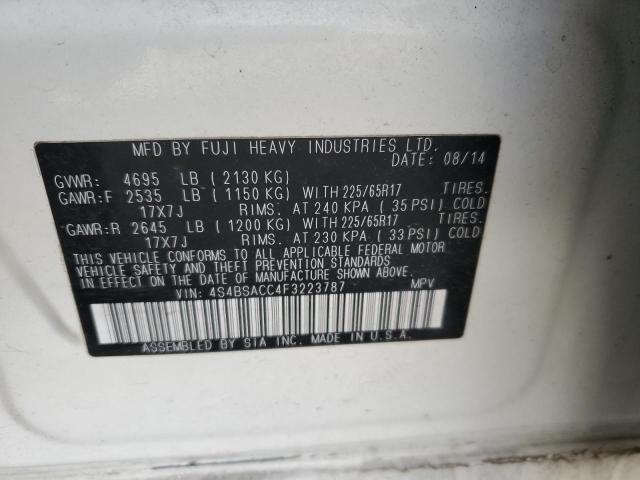 MFD BY FUJI HEAVY INDUSTRIES LTD.
DATE: 08/14
GVWR: 4695 LB ( 2130 KG)
GAWR:F 2535 LB ( 1150 KG) WITH 225/65R17 TIRES.
17X7J RIMS. AT 240 KPA ( 35 PSI) COLD
GAWR:R 2645 LB ( 1200 KG) WITH 225/65R17 TIRES.
17X7J RIMS. AT 230 KPA ( 33 PSI) COLD
THIS VEHICLE CONFORMS TO ALL APPLICABLE FEDERAL MOTOR
VEHICLE SAFETY AND THEFT PREVENTION STANDARDS
IN EFFECT ON THE DATE OF MANUFACTURE SHOWN ABOVE.
VIN: 4S4BSACC4F3223787 MPV
ASSEMBLED BY SIA INC. MADE IN U.S.A.